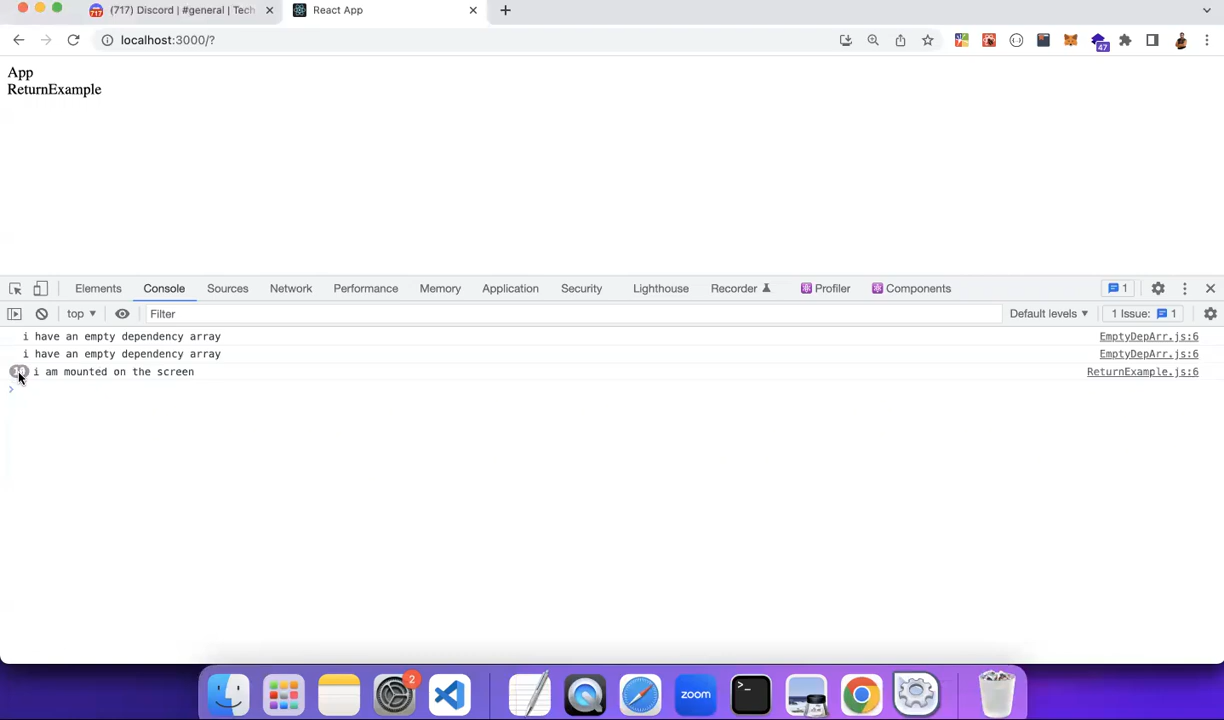 (717) Discord | #general | Tech
React App
localhost:3000/?
47
App
ReturnExample
Elements
Console
Sources
Network
Performance
Memory
Application
Security
Lighthouse
Recorder
Profiler
Components
1
top
Filter
Default levels
1 Issue: 1
i have an empty dependency array
EmptyDepArr.js:6
i have an empty dependency array
EmptyDepArr.js:6
i am mounted on the screen
ReturnExample.js:6
2
zoom